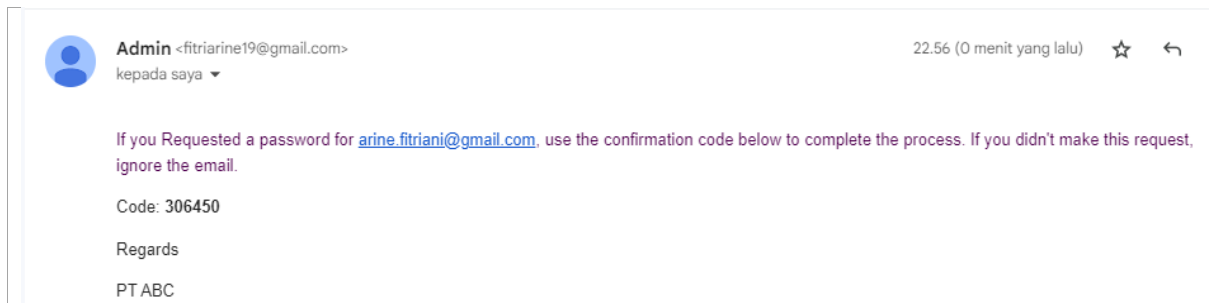 Admin <fitriarine19@gmail.com>
22.56 (0 menit yang lalu)
kepada saya
If you Requested a password for arine.fitriani@gmail.com, use the confirmation code below to complete the process. If you didn't make this request,
ignore the email.
Code: 306450
Regards
PT ABC